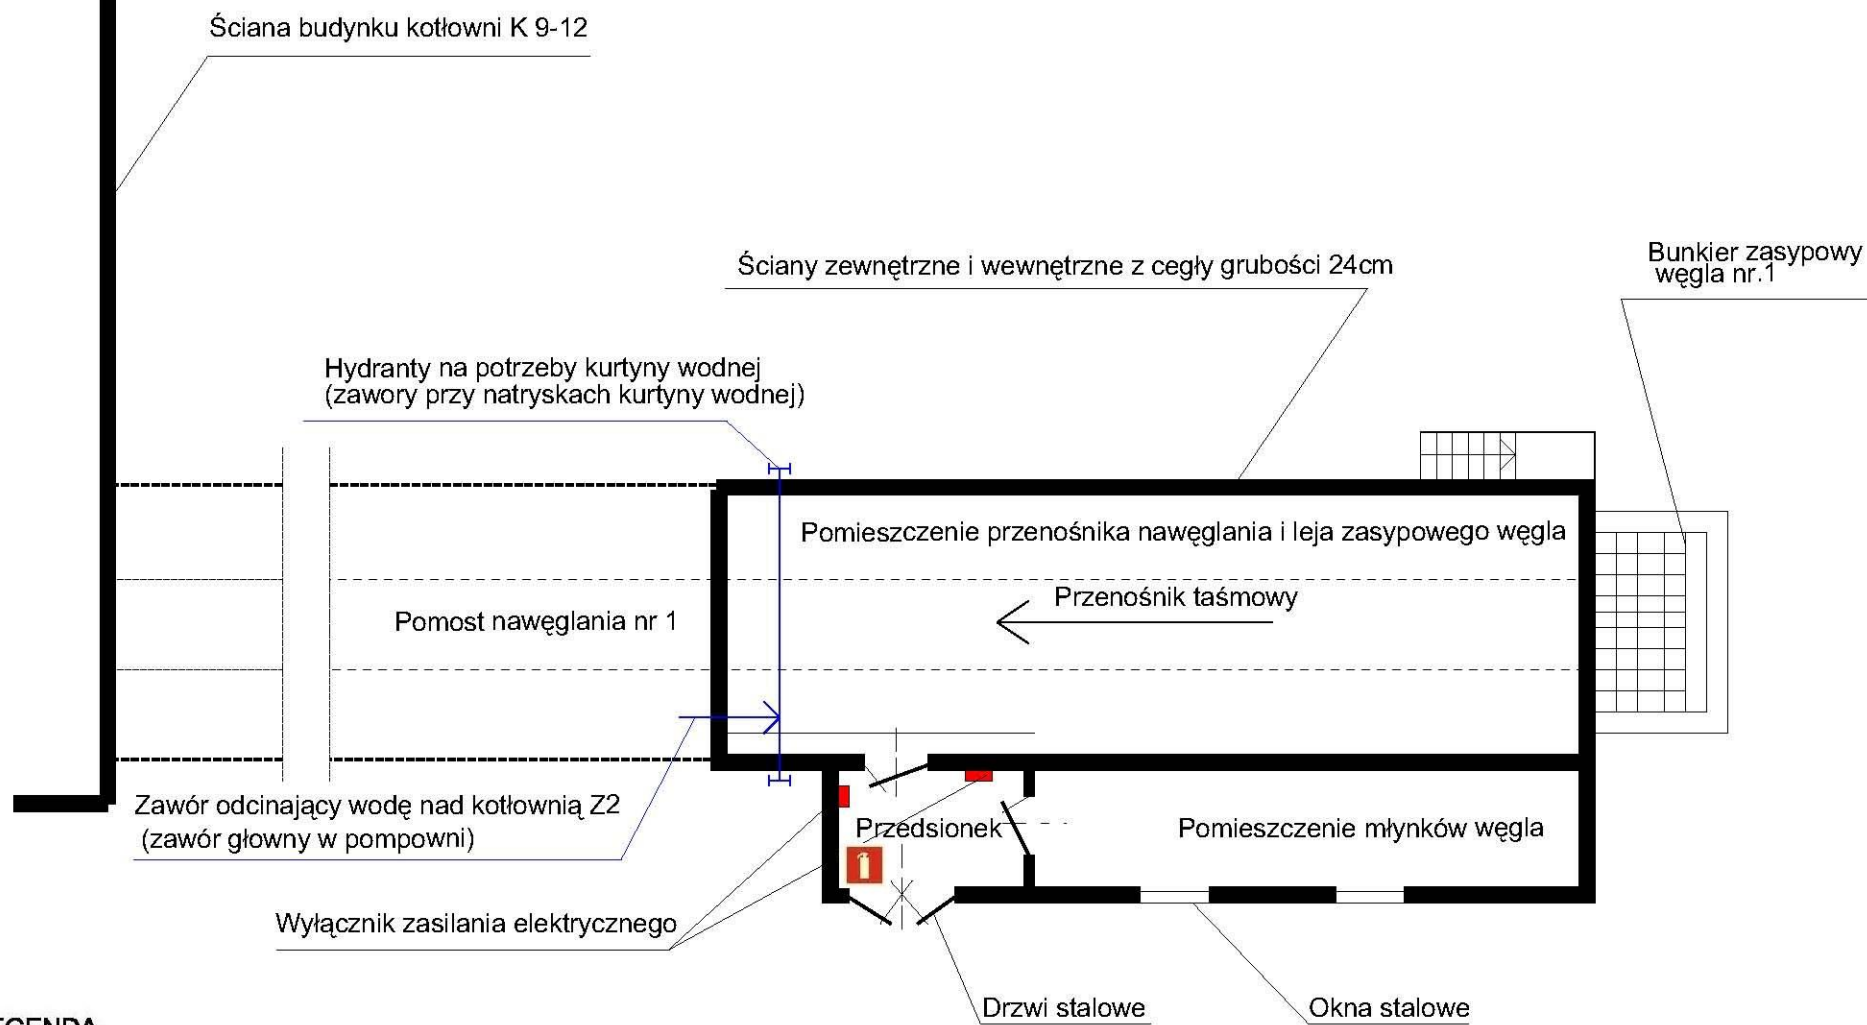 Ściana budynku kotłowni K 9-12
Ściany zewnętrzne i wewnętrzne z cegły grubości 24cm
Bunkier zasypowy
węgla nr.1
Hydranty na potrzeby kurtyny wodnej
(zawory przy natryskach kurtyny wodnej)
Pomieszczenie przenośnika nawęglania i leja zasypowego węgla
Przenośnik taśmowy
Pomost nawęglania nr 1
Zawór odcinający wodę nad kotłownią Z2
(zawór głowny w pompowni)
Przedsionek
Pomieszczenie młynków węgla
Wyłącznik zasilania elektrycznego
Drzwi stalowe
Okna stalowe